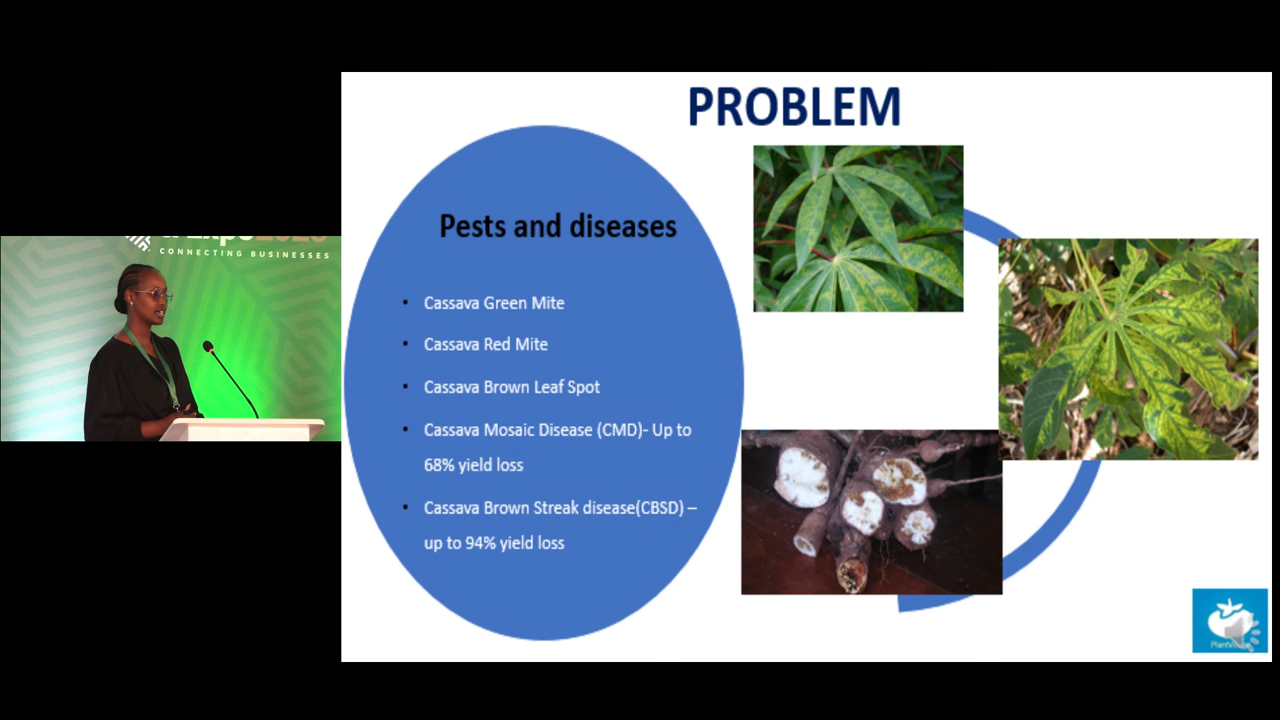 PROBLEM
Pests and diseases
• Cassava Green Mite
• Cassava Red Mite
• Cassava Brown Leaf Spot
• Cassava Mosaic Disease (CMD)- Up to
68% yield loss
• Cassava Brown Streak disease(CBSD) –
up to 94% yield loss
CONNECTING BUSINESSES